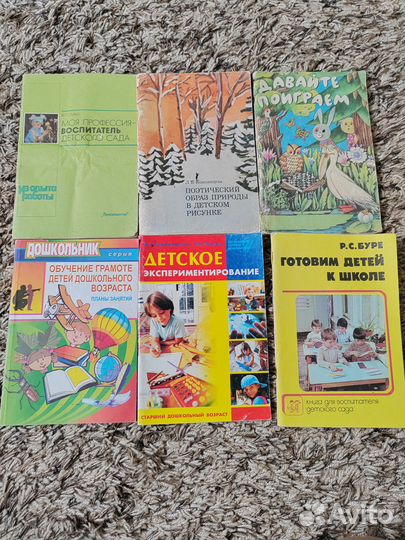 МОЯ ПРОФЕССИЯ-
ВОСПИТАТЕЛЬ
ДЕТСКОГО САДА
из опыта
работы
ПОЭТИЧЕСКИЙ
ОБРАЗ ПРИРОДЫ
В ДЕТСКОМ
РИСУНКЕ
ДАВАЙТЕ
ПОИГРАЕМ
ДОШКОЛЬНИК
серия
ОБУЧЕНИЕ ГРАМОТЕ
ДЕТЕЙ ДОШКОЛЬНОГО
ВОЗРАСТА
ПЛАНЫ ЗАНЯТИЙ
ДЕТСКОЕ
ЭКСПЕРИМЕНТИРОВАНИЕ
СТАРШИЙ ДОШКОЛЬНЫЙ ВОЗРАСТ
Р.С.БУРЕ
ГОТОВИМ ДЕТЕЙ
К ШКОЛЕ
книга для воспитателя
детского сада
Avito